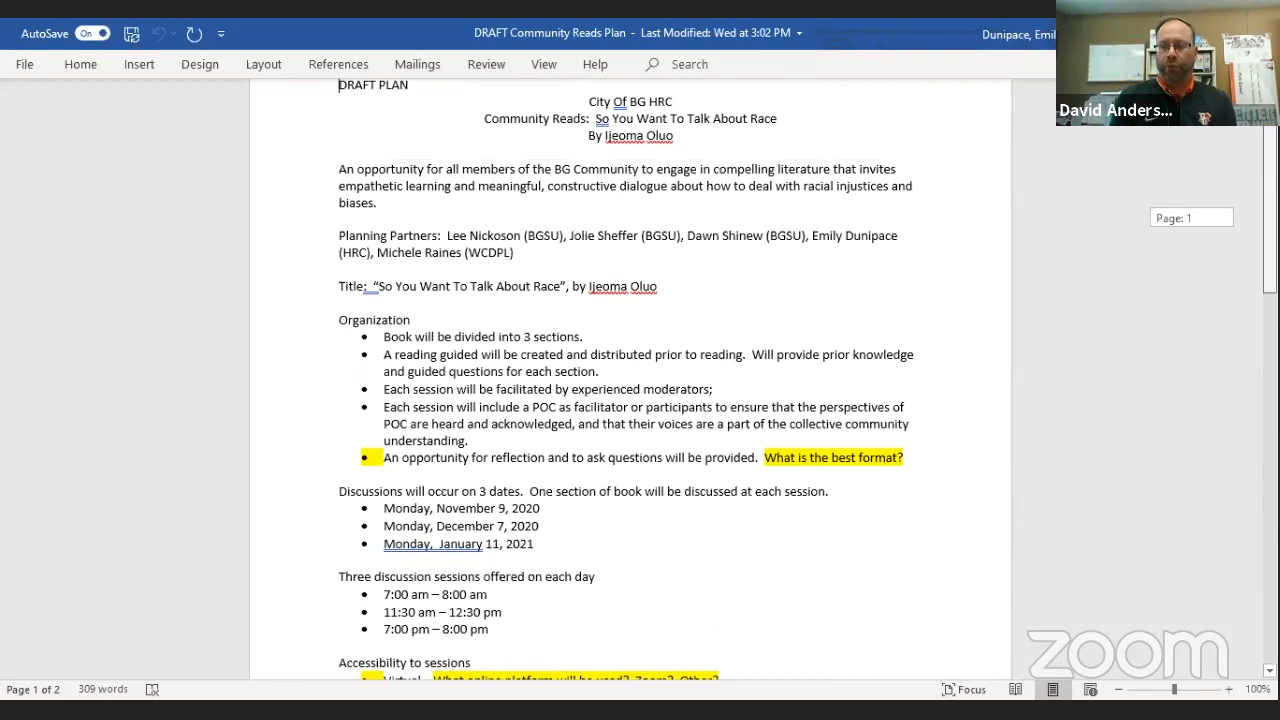 AutoSave On DRAFT Community Reads Plan - Last Modified: Wed at 3:02 PM Dunipace, Emi
File Home Insert Design Layout References Mailings Review View Help Search
David Anders...
DRAFT PLAN
City Of BG HRC
Community Reads: So You Want To Talk About Race
By Ijeoma Oluo
An opportunity for all members of the BG Community to engage in compelling literature that invites
empathetic learning and meaningful, constructive dialogue about how to deal with racial injustices and
biases.
Page: 1
Planning Partners: Lee Nickoson (BGSU), Jolie Sheffer (BGSU), Dawn Shinew (BGSU), Emily Dunipace
(HRC), Michele Raines (WCDPL)
Title; “So You Want To Talk About Race”, by Ijeoma Oluo
Organization
• Book will be divided into 3 sections.
• A reading guided will be created and distributed prior to reading. Will provide prior knowledge
and guided questions for each section.
• Each session will be facilitated by experienced moderators;
• Each session will include a POC as facilitator or participants to ensure that the perspectives of
POC are heard and acknowledged, and that their voices are a part of the collective community
understanding.
• An opportunity for reflection and to ask questions will be provided. What is the best format?
Discussions will occur on 3 dates. One section of book will be discussed at each session.
• Monday, November 9, 2020
• Monday, December 7, 2020
• Monday, January 11, 2021
Three discussion sessions offered on each day
• 7:00 am – 8:00 am
• 11:30 am – 12:30 pm
• 7:00 pm – 8:00 pm
Accessibility to sessions
• Virtual What online platform will be used? Zoom? Other?
zoom
Page 1 of 2 309 words Focus 100%